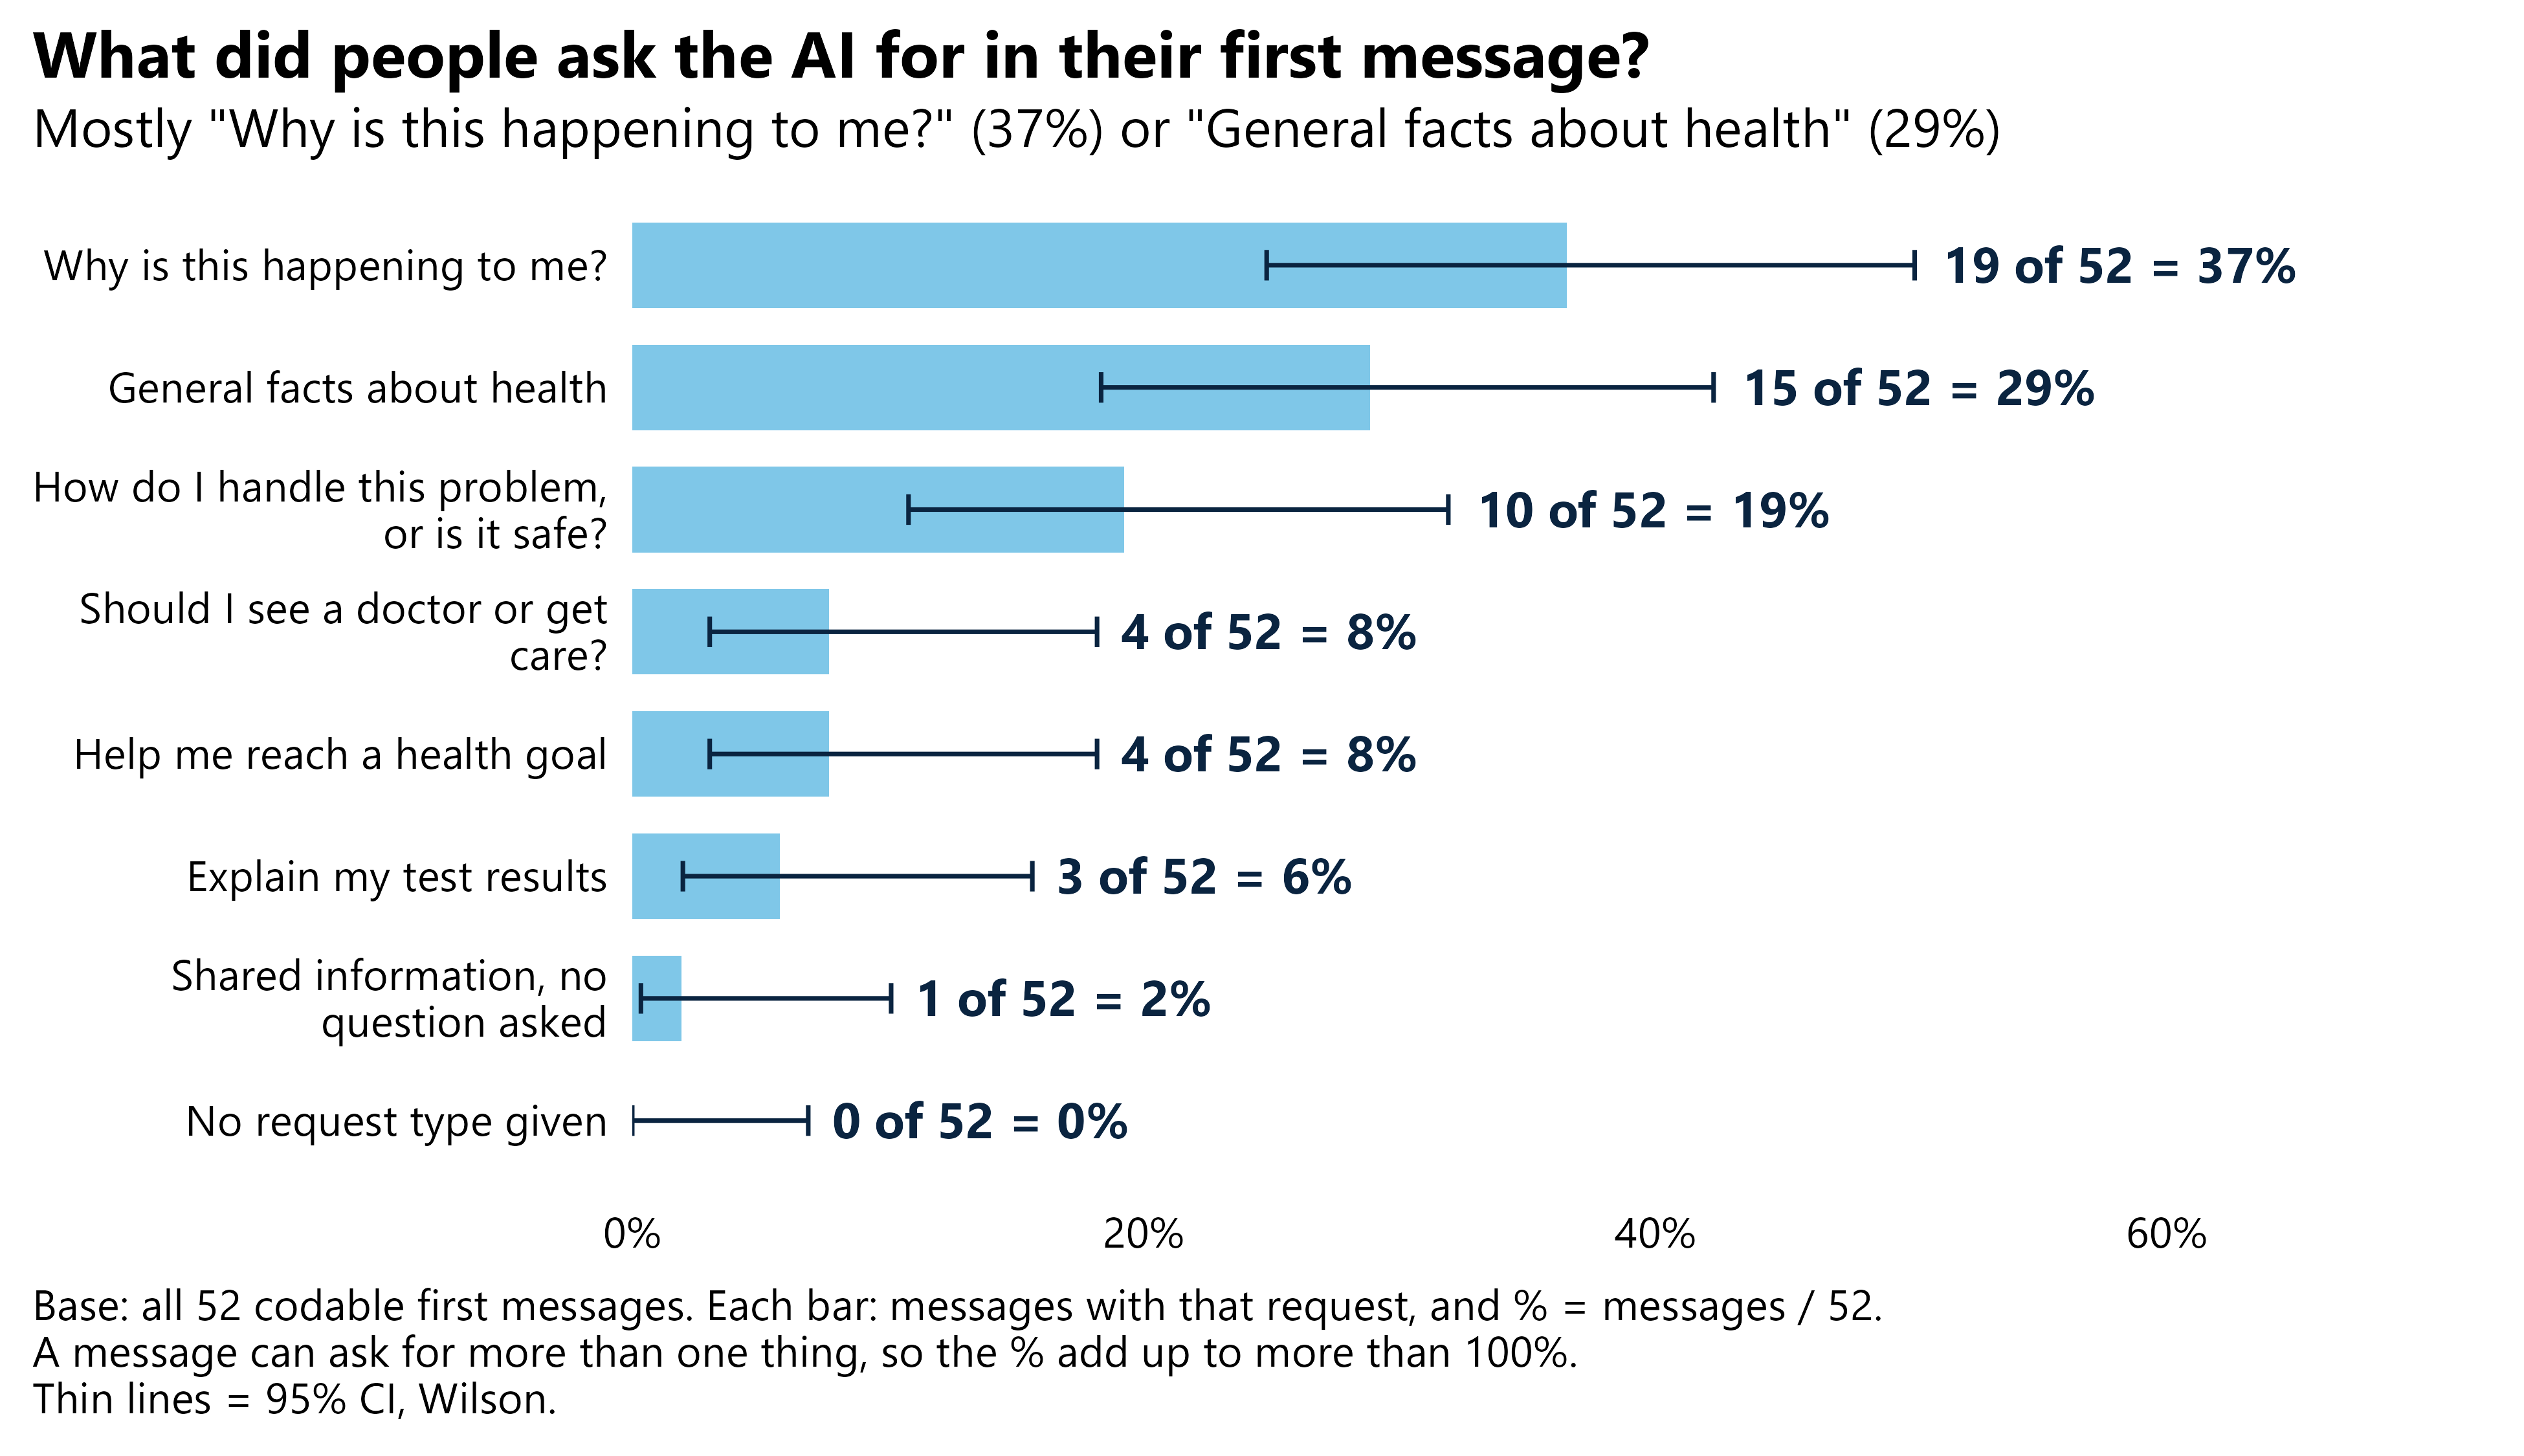 What did people ask the AI for in their first message?
Mostly "Why is this happening to me?" (37%) or "General facts about health" (29%)
Why is this happening to me?
19 of 52 = 37%
General facts about health
15 of 52 = 29%
How do I handle this problem,
or is it safe?
10 of 52 = 19%
Should I see a doctor or get
care?
4 of 52 = 8%
Help me reach a health goal
4 of 52 = 8%
Explain my test results
3 of 52 = 6%
Shared information, no
question asked
1 of 52 = 2%
No request type given
0 of 52 = 0%
0% 20% 40% 60%
Base: all 52 codable first messages. Each bar: messages with that request, and % = messages / 52.
A message can ask for more than one thing, so the % add up to more than 100%.
Thin lines = 95% CI, Wilson.